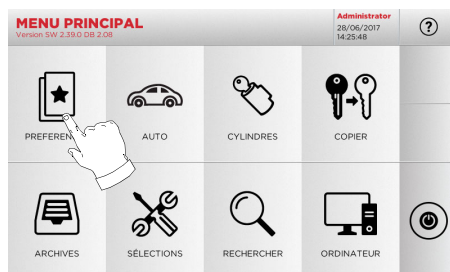 MENU PRINCIPAL
Version SW 2.39.0 DB 2.08
Administrator
28/06/2017
14:25:48
?
PREFEREN
AUTO
CYLINDRES
COPIER
ARCHIVES
SÉLECTIONS
RECHERCHER
ORDINATEUR